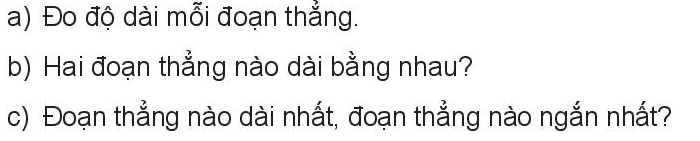 a) Đo độ dài mỗi đoạn thẳng.
b) Hai đoạn thẳng nào dài bằng nhau?
c) Đoạn thẳng nào dài nhất, đoạn thẳng nào ngắn nhất?